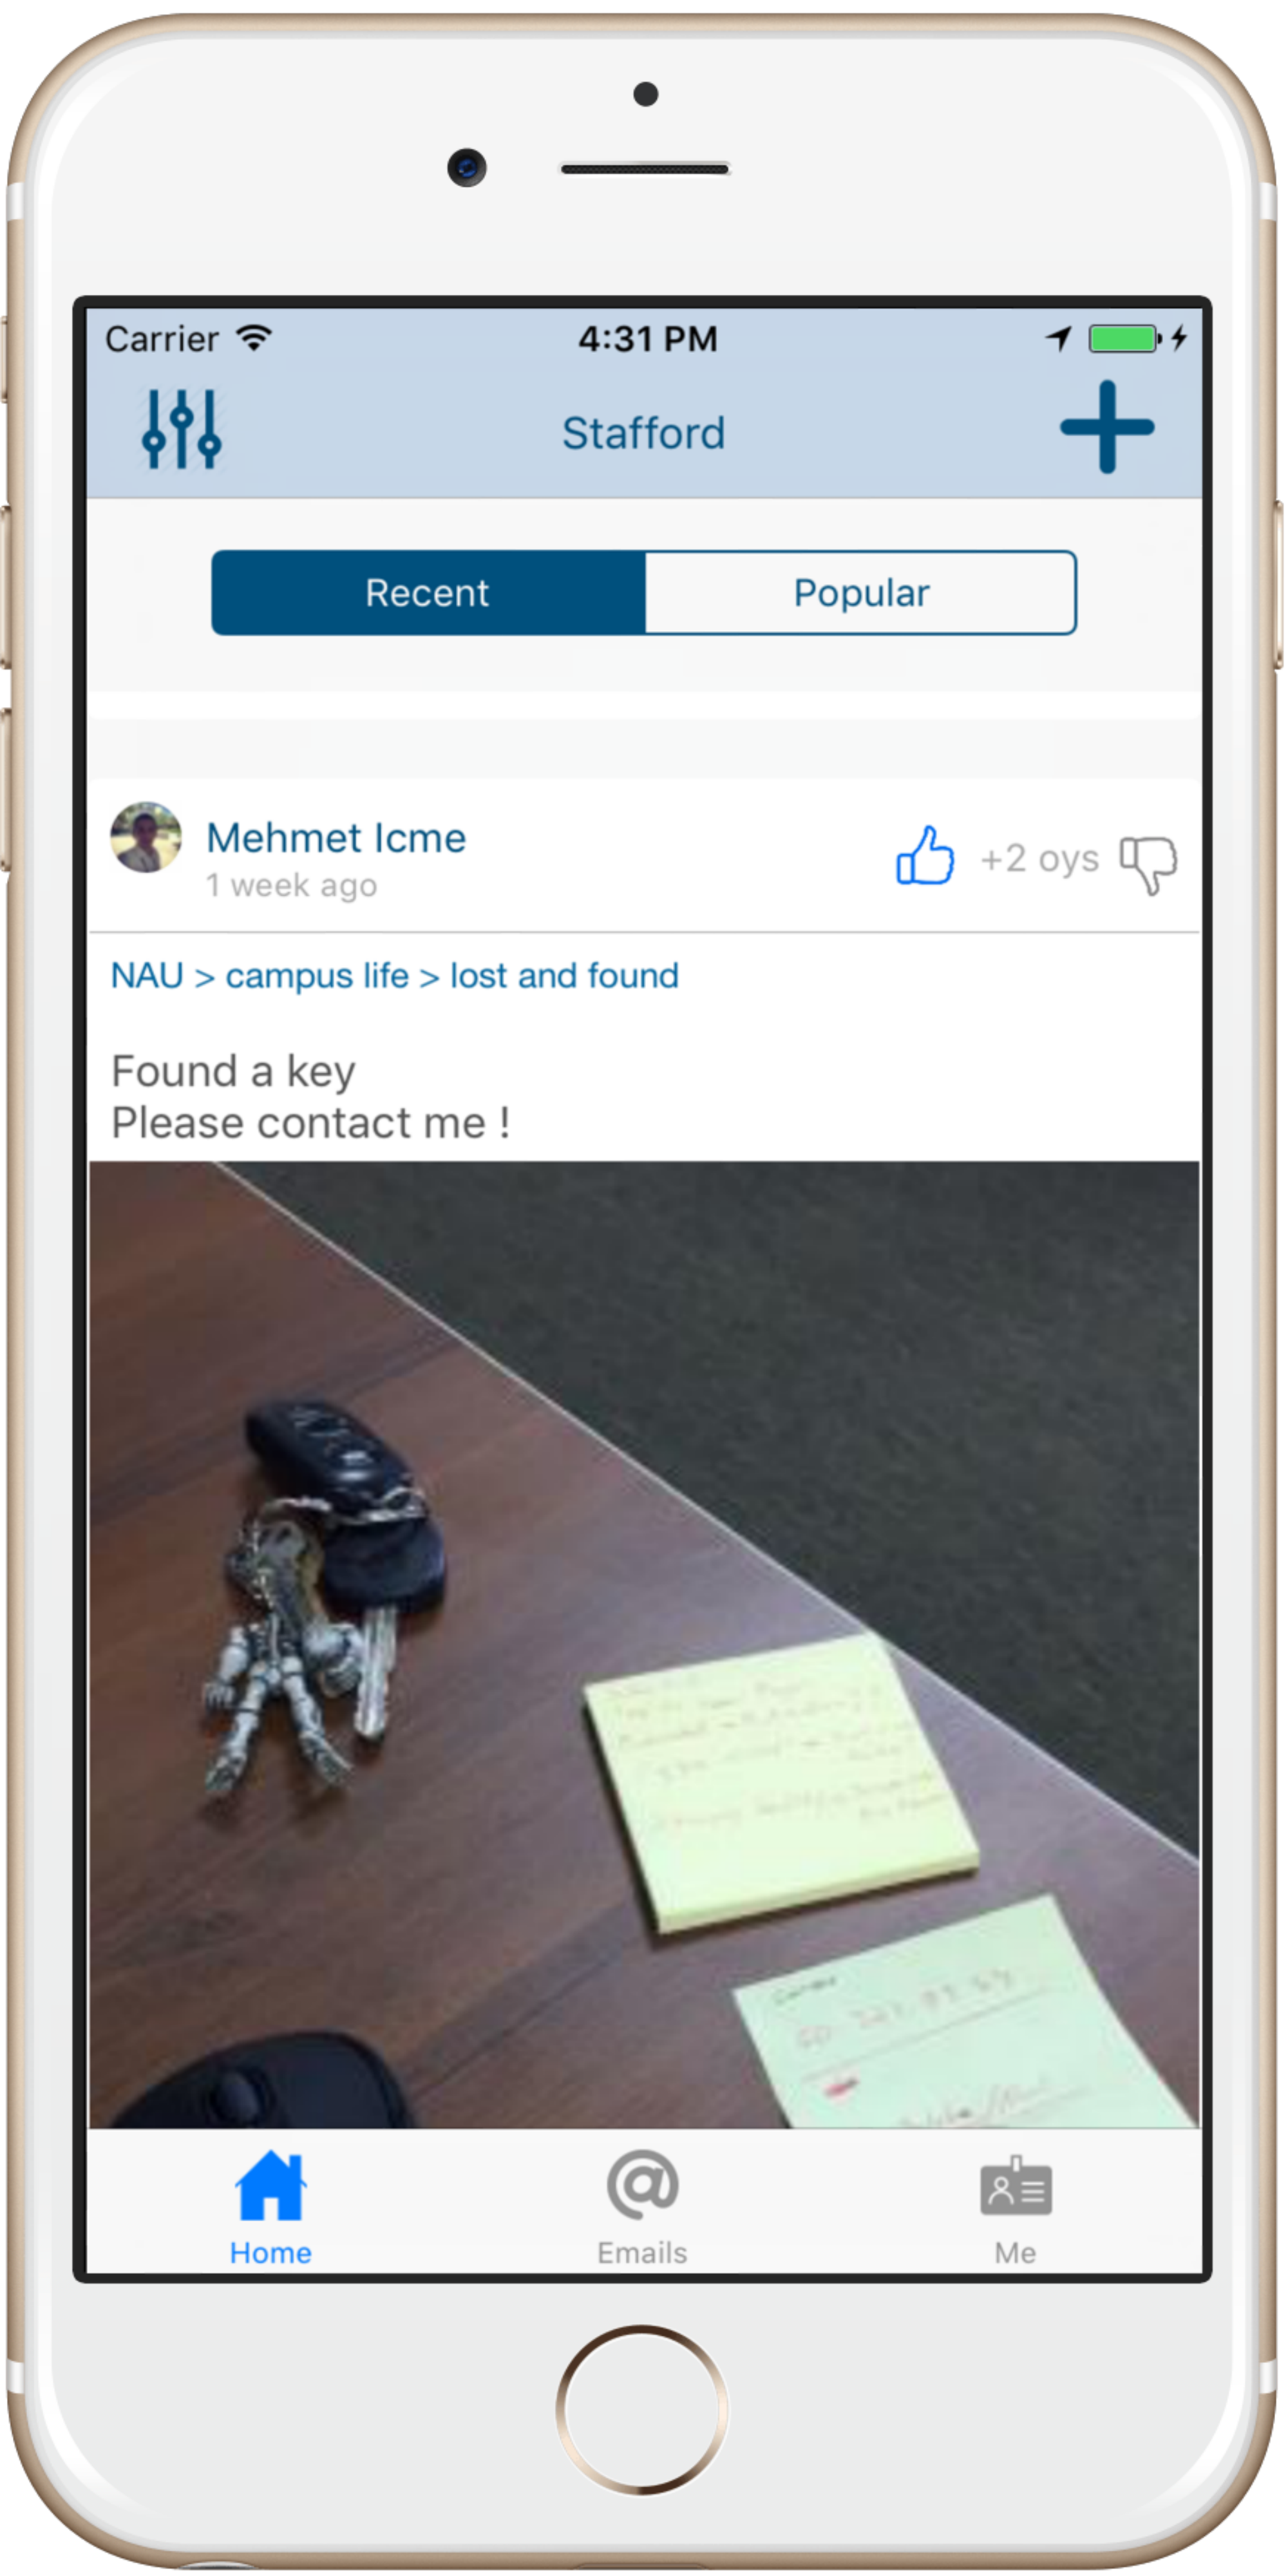 Carrier 4:31 PM
Stafford
Recent Popular
Mehmet Icme
1 week ago
+2 oys
NAU > campus life > lost and found
Found a key
Please contact me !
Home Emails Me